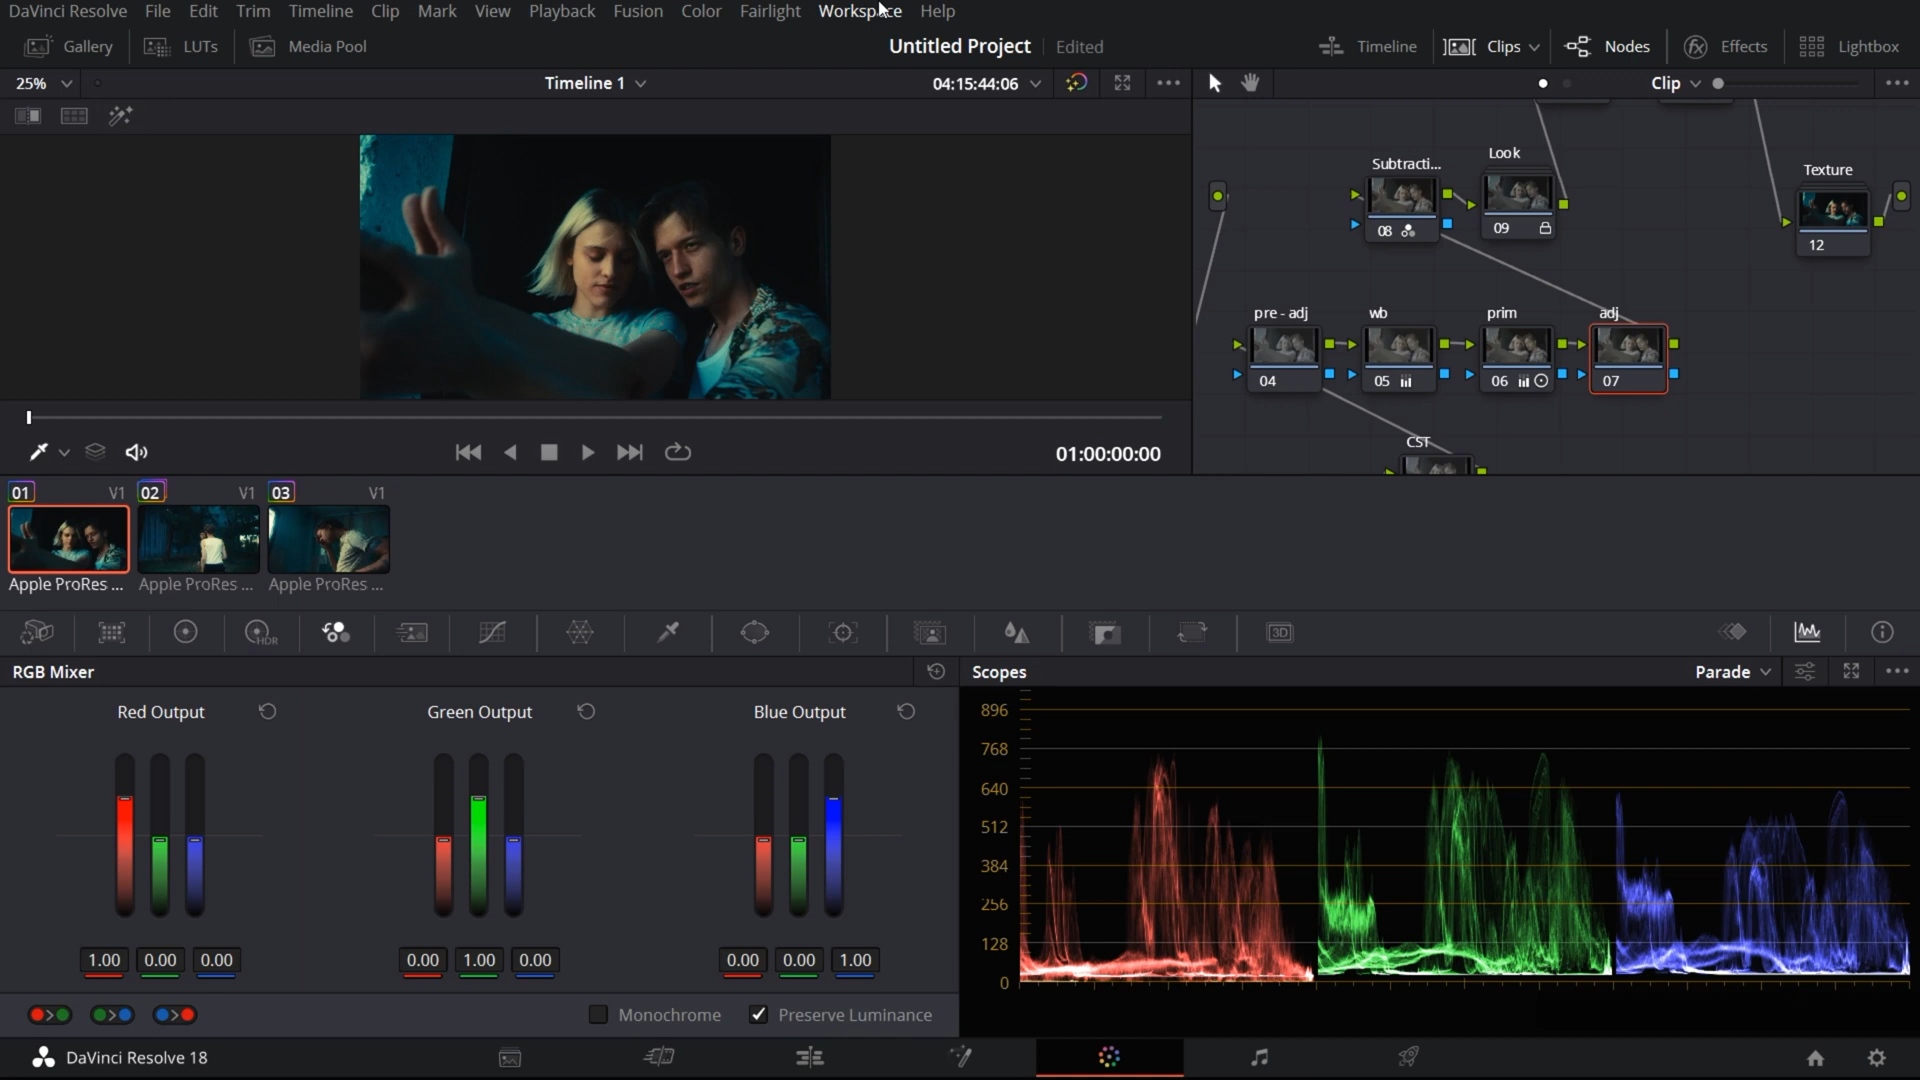 DaVinci Resolve File Edit Trim Timeline Clip Mark View Playback Fusion Color Fairlight Workspace Help
Gallery LUTs Media Pool Untitled Project Edited Timeline Clips Nodes Effects Lightbox
25% Timeline 1 04:15:44:06 Clip
Subtracti... Look Texture
08 09 12
pre - adj wb prim adj
04 05 06 07
CST
01:00:00:00
01 V1 02 V1 03 V1
Apple ProRes ... Apple ProRes ... Apple ProRes ...
HDR 3D
RGB Mixer Scopes Parade
Red Output Green Output Blue Output
896
768
640
512
384
256
128
0
1.00 0.00 0.00 0.00 1.00 0.00 0.00 0.00 1.00
Monochrome Preserve Luminance
DaVinci Resolve 18